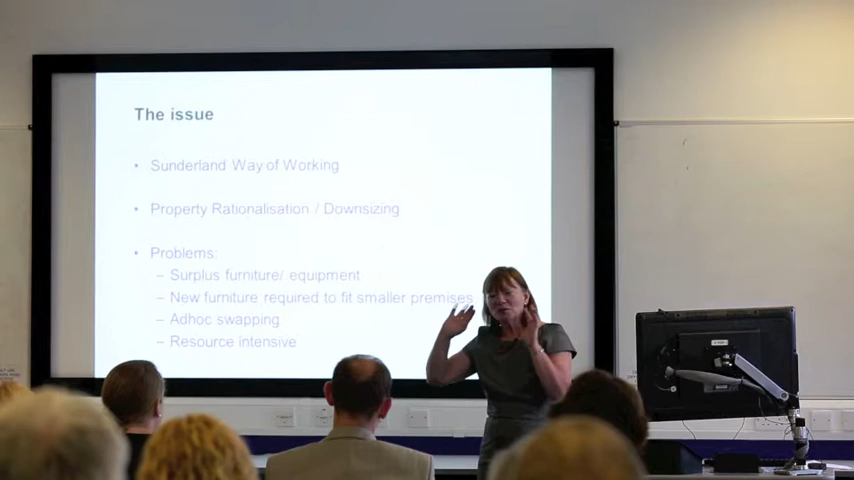 The issue
• Sunderland Way of Working
• Property Rationalisation / Downsizing
• Problems:
– Surplus furniture/ equipment
– New furniture required to fit smaller premises
– Adhoc swapping
– Resource intensive